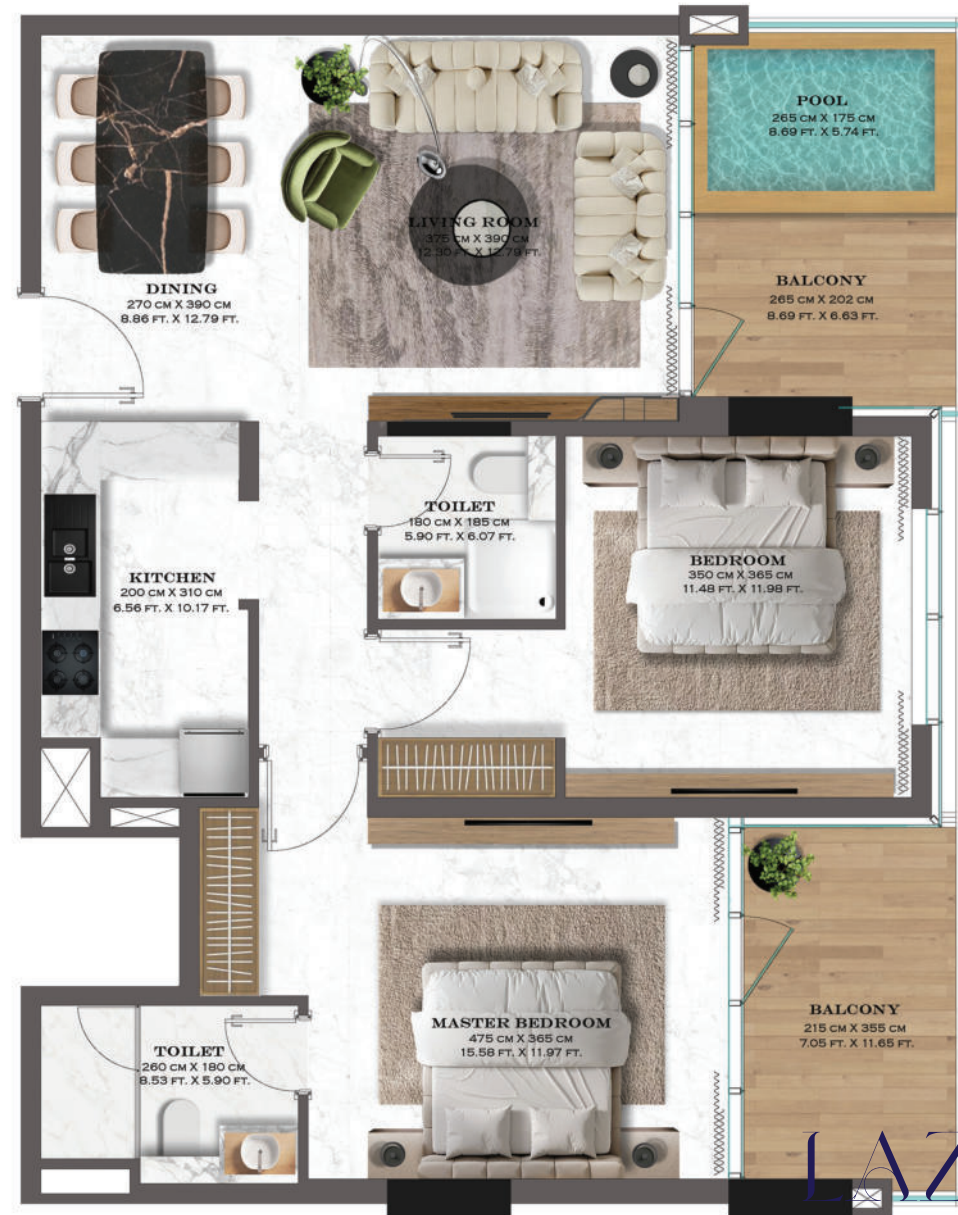 POOL
265 CM X 175 CM
8.69 FT. X 5.74 FT.
LIVING ROOM
375 CM X 390 CM
12.30 FT. X 12.79 FT.
DINING
270 CM X 390 CM
8.86 FT. X 12.79 FT.
BALCONY
265 CM X 202 CM
8.69 FT. X 6.63 FT.
TOILET
180 CM X 185 CM
5.90 FT. X 6.07 FT.
KITCHEN
200 CM X 310 CM
6.56 FT. X 10.17 FT.
BEDROOM
350 CM X 365 CM
11.48 FT. X 11.98 FT.
MASTER BEDROOM
475 CM X 365 CM
15.58 FT. X 11.97 FT.
BALCONY
215 CM X 355 CM
7.05 FT. X 11.65 FT.
TOILET
260 CM X 180 CM
8.53 FT. X 5.90 FT.
LAZ